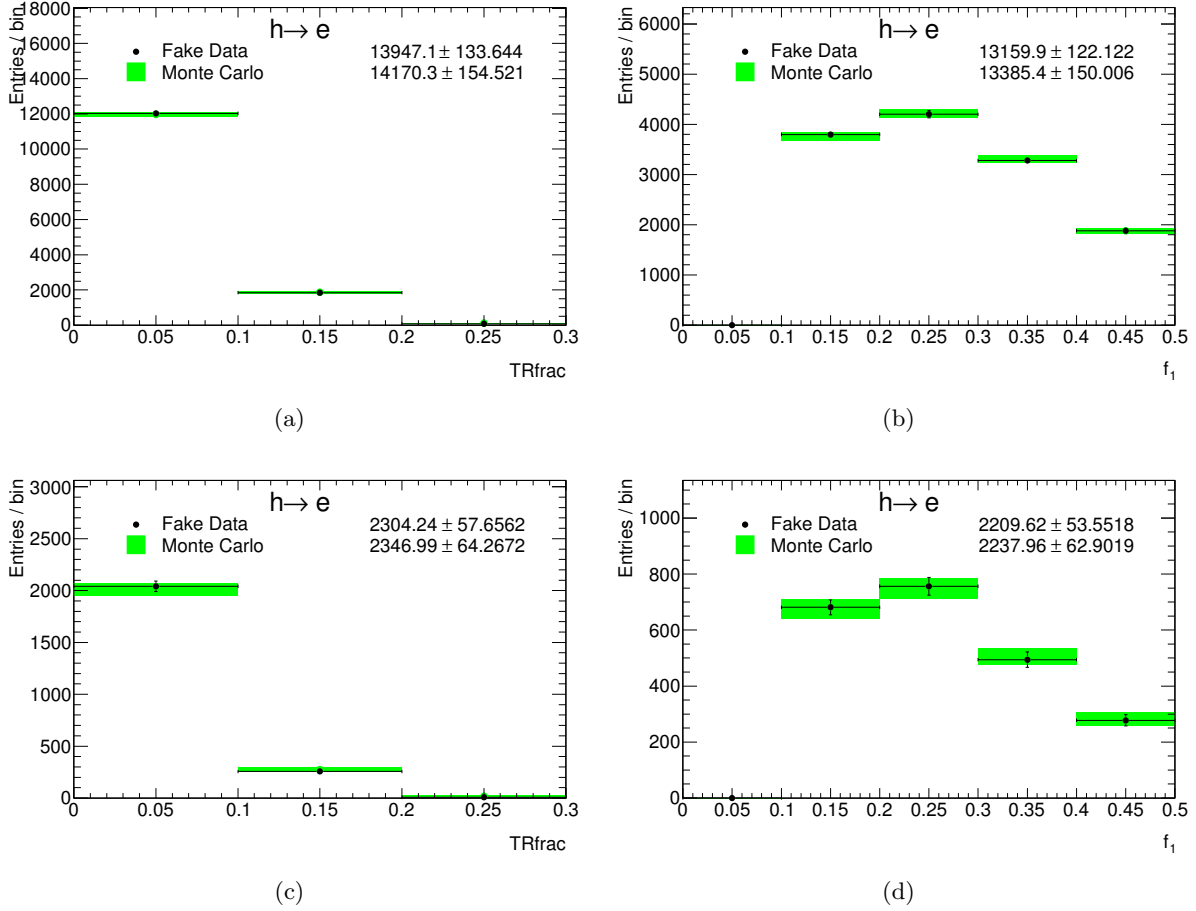 h→ e
Fake Data 13947.1 ± 133.644
Monte Carlo 14170.3 ± 154.521
Entries / bin
18000
16000
14000
12000
10000
8000
6000
4000
2000
0
0 0.05 0.1 0.15 0.2 0.25 0.3
TRfrac
(a)
h→ e
Fake Data 13159.9 ± 122.122
Monte Carlo 13385.4 ± 150.006
Entries / bin
6000
5000
4000
3000
2000
1000
0
0 0.05 0.1 0.15 0.2 0.25 0.3 0.35 0.4 0.45 0.5
f1
(b)
h→ e
Fake Data 2304.24 ± 57.6562
Monte Carlo 2346.99 ± 64.2672
Entries / bin
3000
2500
2000
1500
1000
500
0
0 0.05 0.1 0.15 0.2 0.25 0.3
TRfrac
(c)
h→ e
Fake Data 2209.62 ± 53.5518
Monte Carlo 2237.96 ± 62.9019
Entries / bin
1000
800
600
400
200
0
0 0.05 0.1 0.15 0.2 0.25 0.3 0.35 0.4 0.45 0.5
f1
(d)